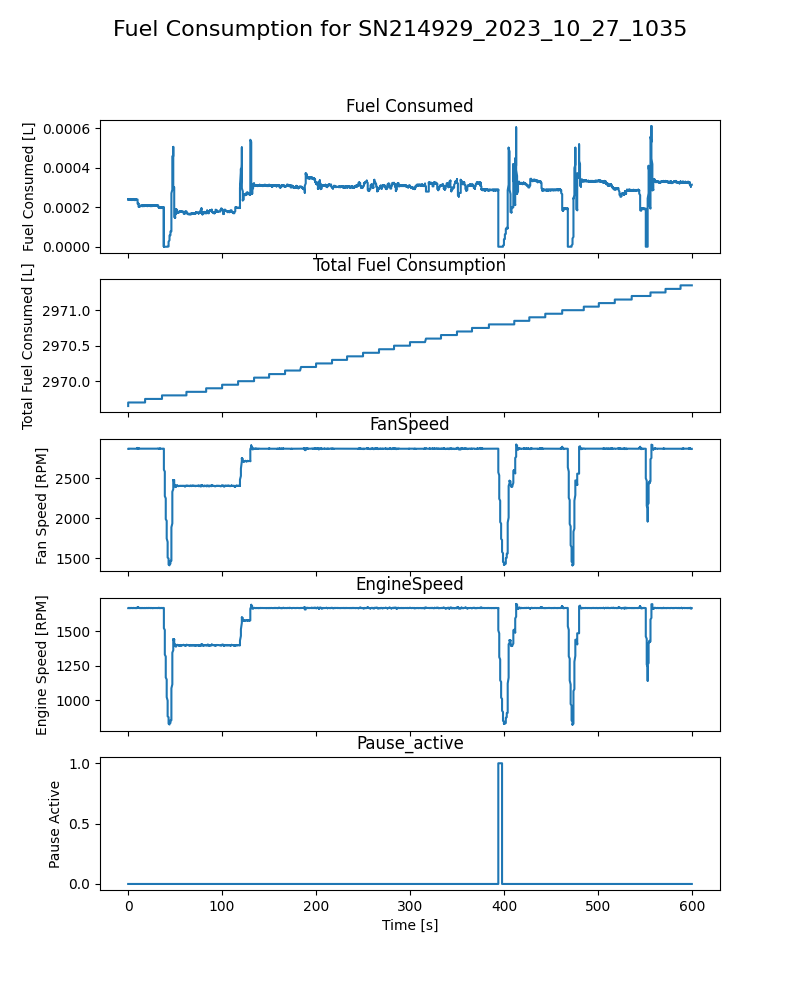 Fuel Consumption for SN214929_2023_10_27_1035
Fuel Consumed
Fuel Consumed [L]
0.0006
0.0004
0.0002
0.0000
Total Fuel Consumption
Total Fuel Consumed [L]
2971.0
2970.5
2970.0
FanSpeed
Fan Speed [RPM]
2500
2000
1500
EngineSpeed
Engine Speed [RPM]
1500
1250
1000
Pause_active
Pause Active
1.0
0.5
0.0
0 100 200 300 400 500 600
Time [s]